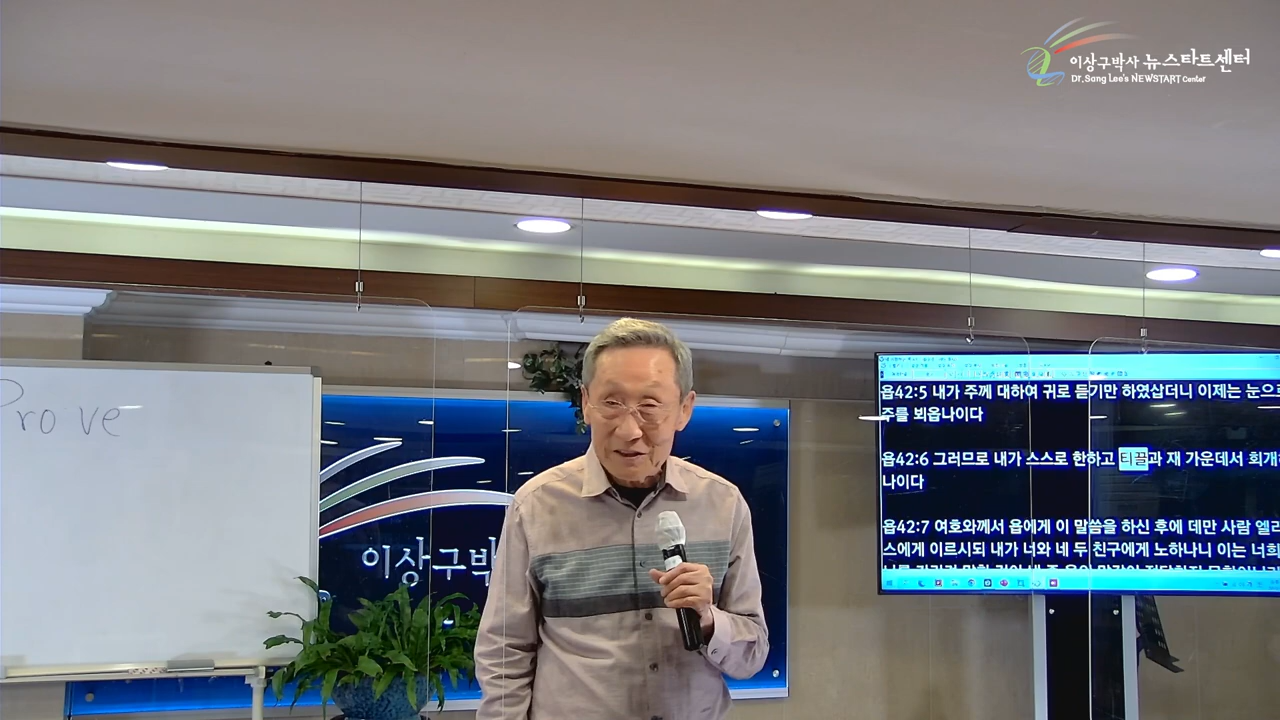 이상구박사 뉴스타트센터
Dr. Sang Lee's NEWSTART Center
Prove
이상구박
욥42:5 내가 주께 대하여 귀로 듣기만 하였삽더니 이제는 눈으로
주를 뵈옵나이다
욥42:6 그러므로 내가 스스로 한하고 티끌과 재 가운데서 회개하
나이다
욥42:7 여호와께서 욥에게 이 말씀을 하신 후에 데만 사람 엘리
스에게 이르시되 내가 너와 네 두 친구에게 노하나니 이는 너희